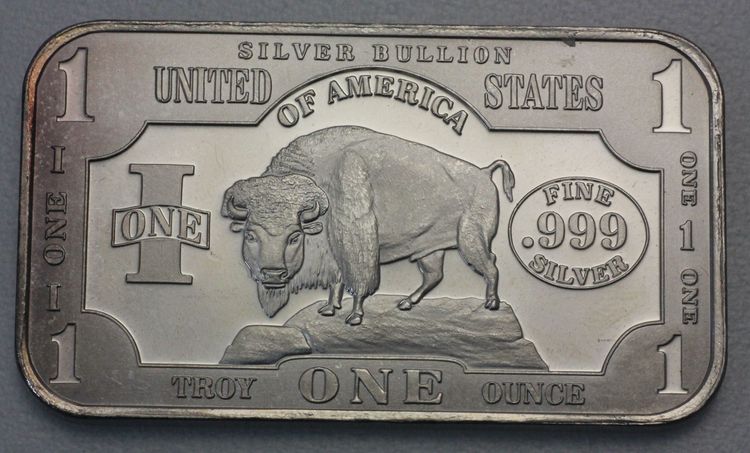 SILVER BULLION
UNITED STATES
OF AMERICA
1
1
I ONE I
I
ONE
FINE
.999
SILVER
ONE 1 ONE
1
1
TROY ONE OUNCE